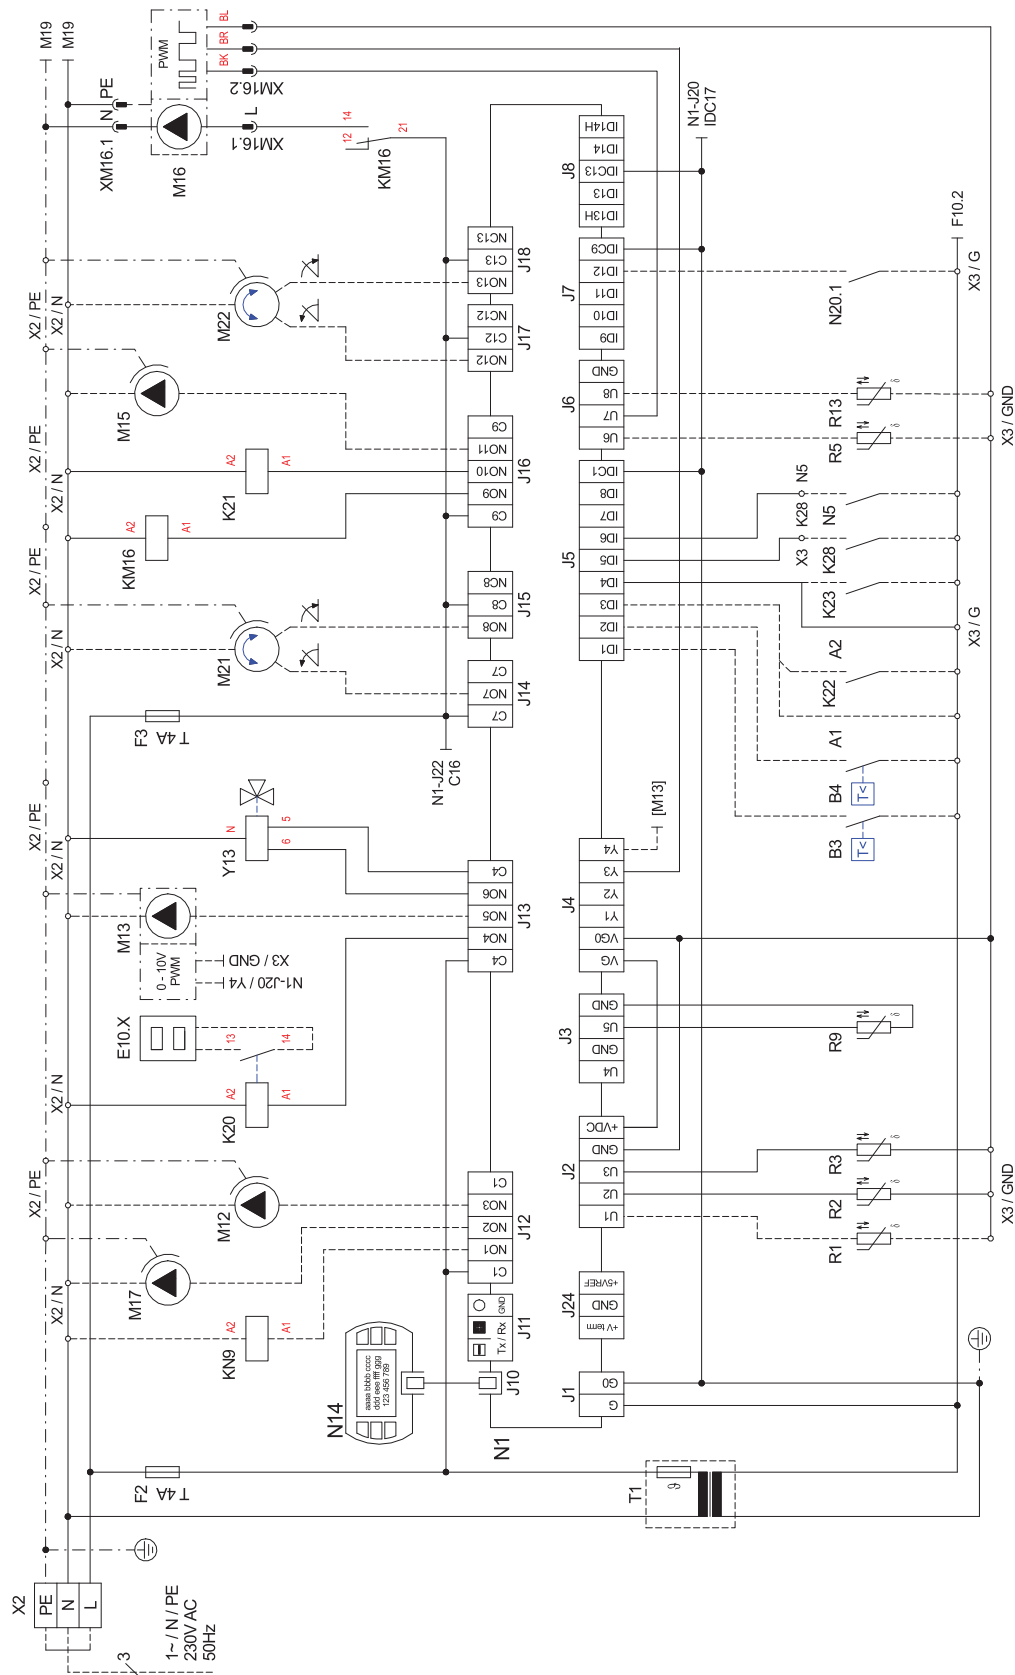 X2
PE
N
L
3
1~ / N / PE
230V AC
50Hz
F2
T 4A
X2 / N
X2 / PE
KN9
A2
A1
M17
M12
X2 / N
K20
A2
A1
E10.X
13
14
0 - 10V
PWM
M13
N1-J20 / Y4
X3 / GND
X2 / N
X2 / PE
Y13
N
6
5
F3
T 4A
N1-J22
C16
X2 / N
X2 / PE
M21
KM16
A2
A1
K21
A2
A1
X2 / N
X2 / PE
M15
M22
X2 / N
X2 / PE
XM16.1
N
PE
M16
PWM
XM16.1
L
XM16.2
BK
BR
BL
KM16
12
14
21
M19
M19
N14
aaaa bbbb cccc
ddd eee ffff ggg
123 456 789
N1
J10
J11
Tx / Rx
GND
J12
C1
NO1
NO2
NO3
C1
J13
C4
NO4
NO5
NO6
C4
J14
C7
NO7
C7
J15
NO8
C8
NC8
J16
C9
NO9
NO10
NO11
C9
J17
NO12
C12
NC12
J18
NO13
C13
NC13
J1
G
G0
J24
+V term
GND
+5VREF
J2
U1
U2
U3
GND
+VDC
J3
U4
GND
U5
GND
J4
VG
VG0
Y1
Y2
Y3
Y4
[M13]
J5
ID1
ID2
ID3
ID4
ID5
ID6
ID7
ID8
IDC1
J6
U6
U7
U8
GND
J7
ID9
ID10
ID11
ID12
IDC9
J8
ID13H
ID13
IDC13
ID14
ID14H
N1-J20
IDC17
T1
R1
R2
R3
X3 / GND
R9
B3
T<
B4
T<
A1
K22
A2
K23
X3 / G
X3
K28
K28
N5
N5
R5
R13
X3 / GND
N20.1
X3 / G
F10.2